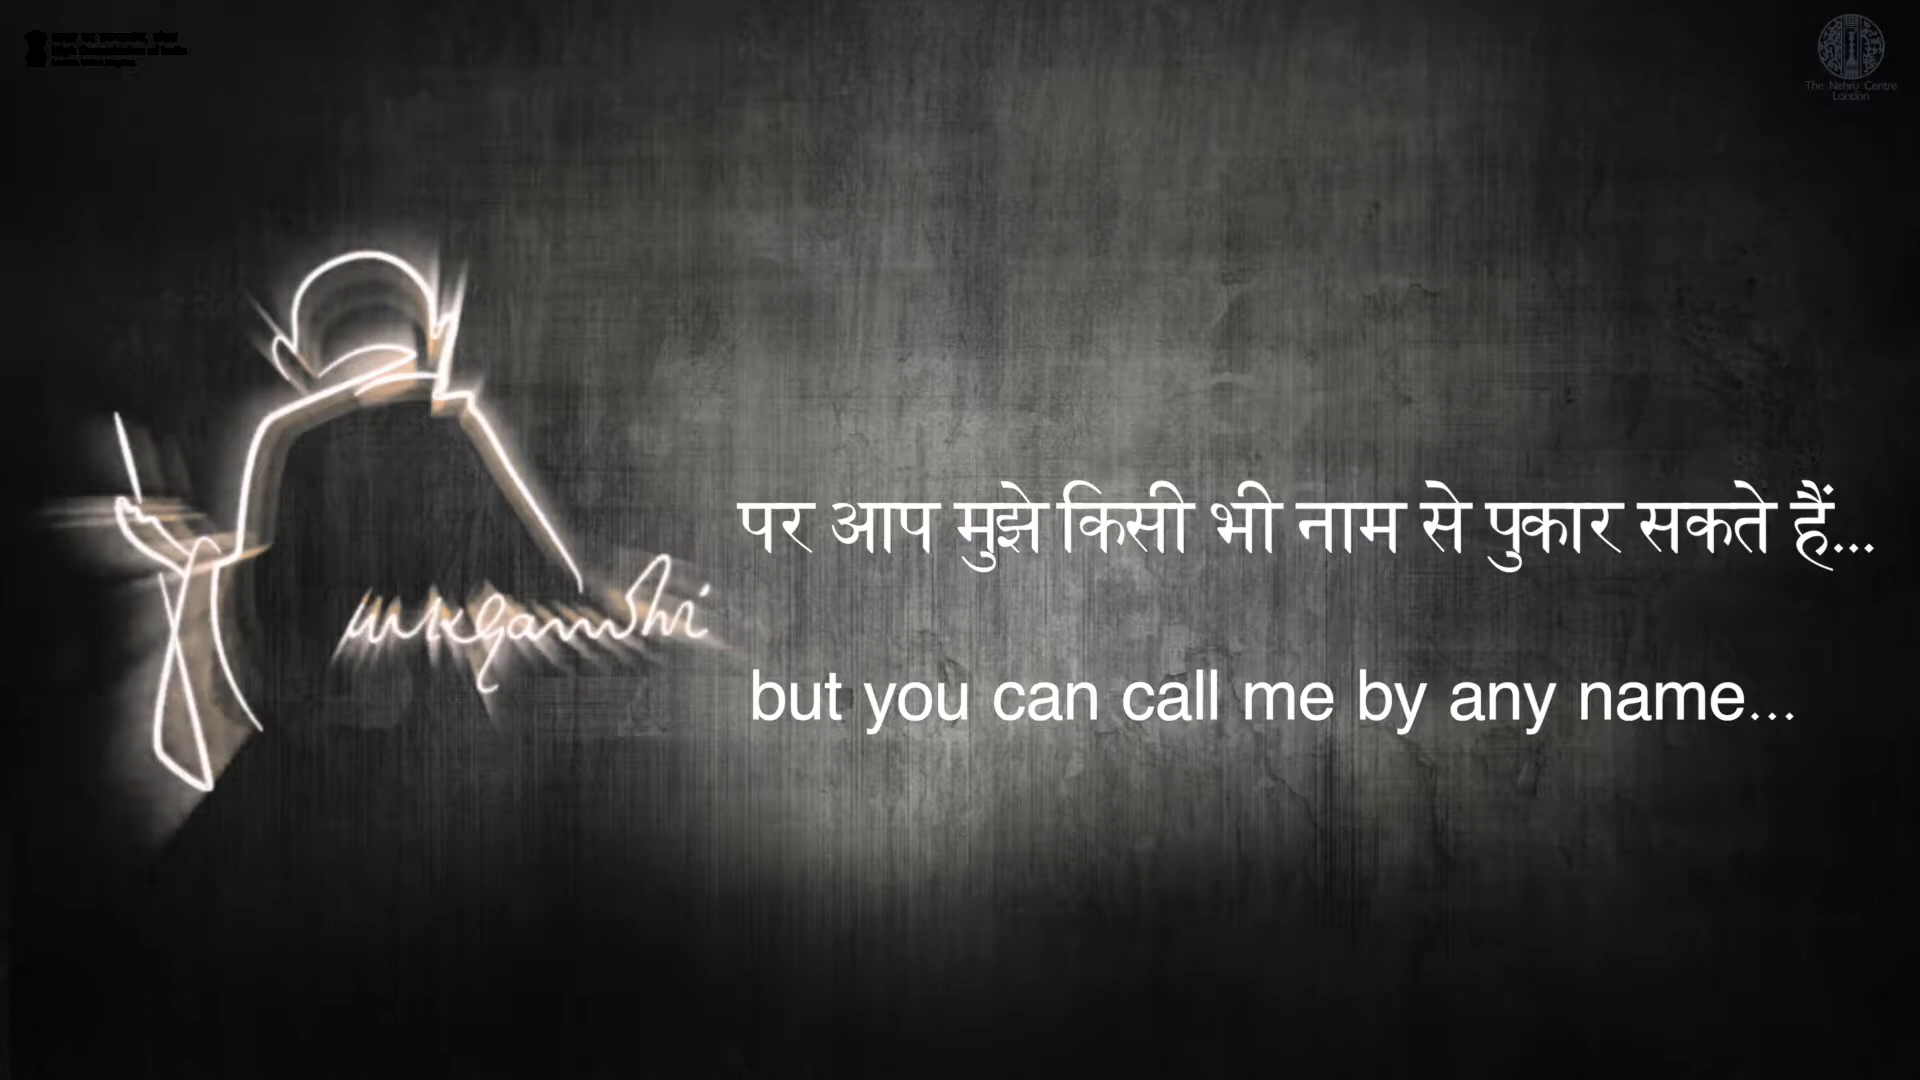 The Nehru Centre
London
पर आप मुझे किसी भी नाम से पुकार सकते हैं...
mkgandhi
but you can call me by any name...